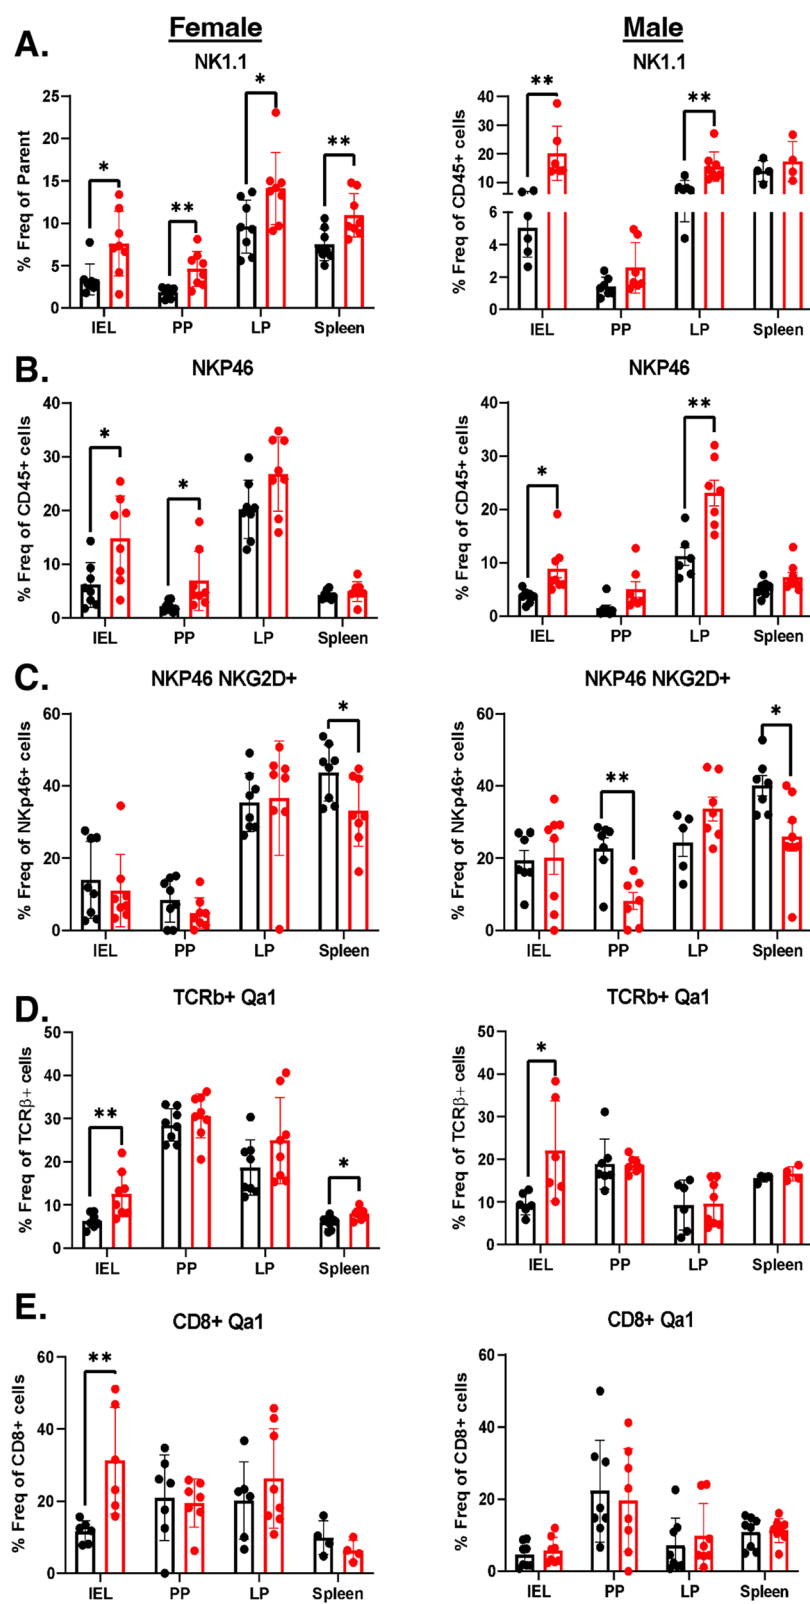 Female Male
A.
NK1.1 NK1.1
* ** * ** ** **
% Freq of Parent
25
20
15
10
5
0
IEL PP LP Spleen
% Freq of CD45+ cells
40
30
20
10
6
4
2
0
IEL PP LP Spleen
B.
NKP46 NKP46
* * * **
% Freq of CD45+ cells
40
30
20
10
0
IEL PP LP Spleen
% Freq of CD45+ cells
40
30
20
10
0
IEL PP LP Spleen
C.
NKP46 NKG2D+ NKP46 NKG2D+
* ** *
% Freq of NKp46+ cells
60
40
20
0
IEL PP LP Spleen
% Freq of NKp46+ cells
60
40
20
0
IEL PP LP Spleen
D.
TCRb+ Qa1 TCRb+ Qa1
** * *
% Freq of TCRβ+ cells
50
40
30
20
10
0
IEL PP LP Spleen
% Freq of TCRβ+ cells
50
40
30
20
10
0
IEL PP LP Spleen
E.
CD8+ Qa1 CD8+ Qa1
**
% Freq of CD8+ cells
60
40
20
0
IEL PP LP Spleen
% Freq of CD8+ cells
60
40
20
0
IEL PP LP Spleen